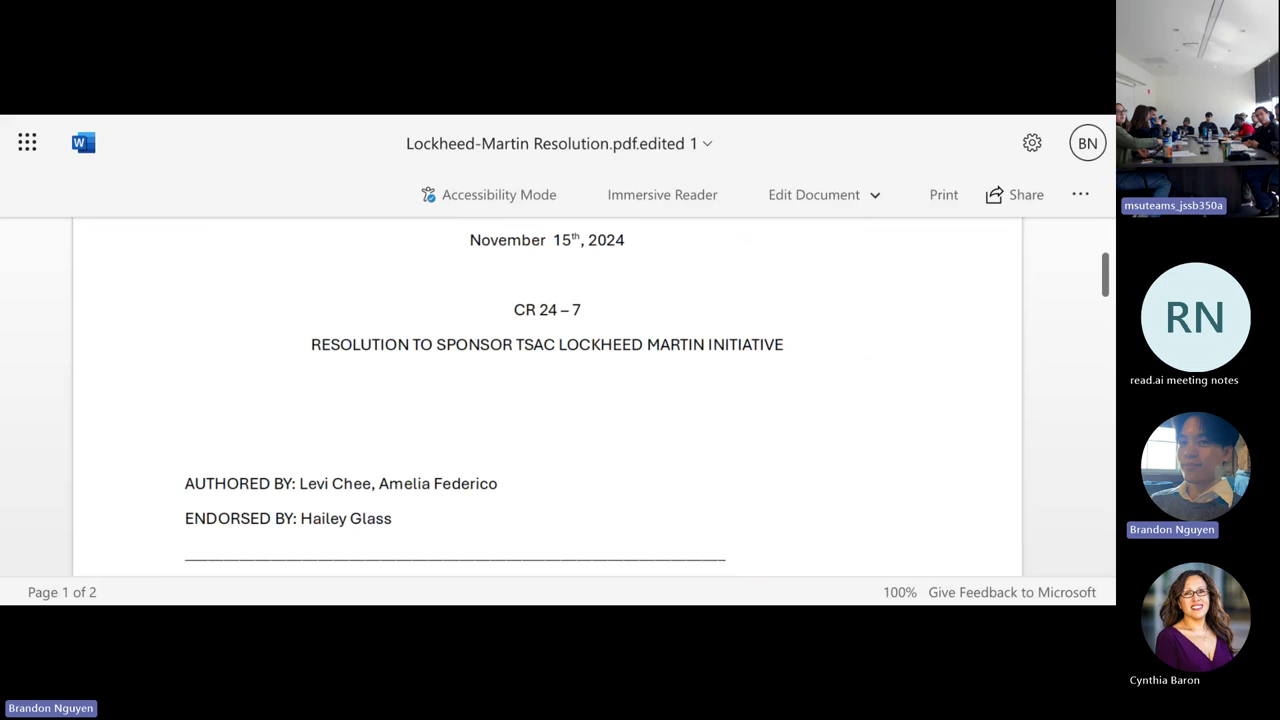 Lockheed-Martin Resolution.pdf.edited 1
BN
Accessibility Mode
Immersive Reader
Edit Document
Print
Share
W
November 15th, 2024
CR 24 – 7
RESOLUTION TO SPONSOR TSAC LOCKHEED MARTIN INITIATIVE
AUTHORED BY: Levi Chee, Amelia Federico
ENDORSED BY: Hailey Glass
Page 1 of 2
100%
Give Feedback to Microsoft
Brandon Nguyen
msuteams_jssb350a
RN
read.ai meeting notes
Brandon Nguyen
Cynthia Baron